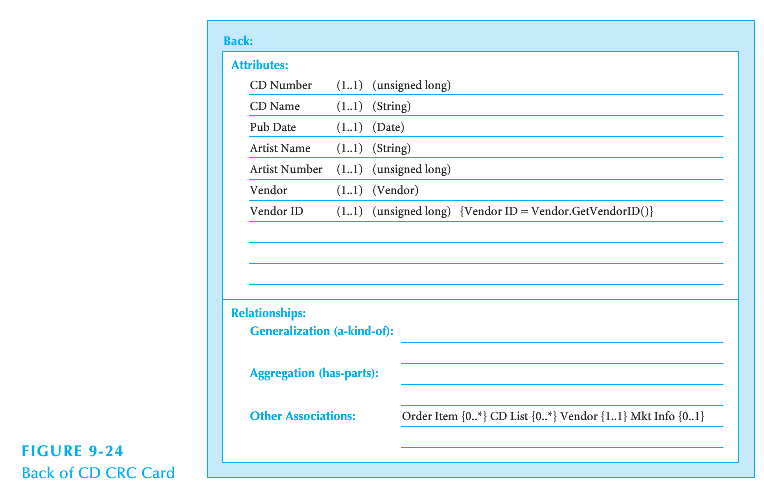 Back:
Attributes:
CD Number (1..1) (unsigned long)
CD Name (1..1) (String)
Pub Date (1..1) (Date)
Artist Name (1..1) (String)
Artist Number (1..1) (unsigned long)
Vendor (1..1) (Vendor)
Vendor ID (1..1) (unsigned long) {Vendor ID = Vendor.GetVendorID()}
Relationships:
Generalization (a-kind-of):
Aggregation (has-parts):
Other Associations: Order Item {0..*} CD List {0..*} Vendor {1..1} Mkt Info {0..1}
FIGURE 9-24
Back of CD CRC Card